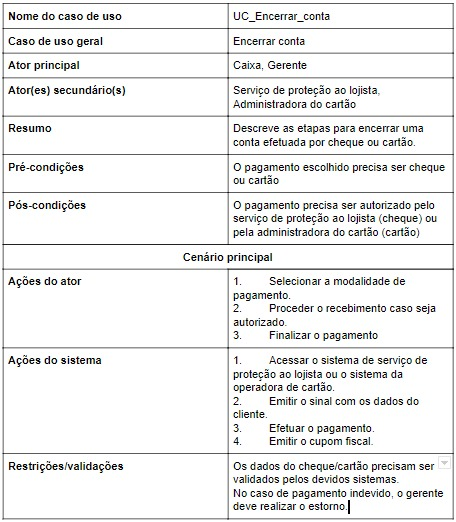 Nome do caso de uso
UC_Encerrar_conta
Caso de uso geral
Encerrar conta
Ator principal
Caixa, Gerente
Ator(es) secundário(s)
Serviço de proteção ao lojista,
Administradora do cartão
Resumo
Descreve as etapas para encerrar uma
conta efetuada por cheque ou cartão.
Pré-condições
O pagamento escolhido precisa ser cheque
ou cartão
Pós-condições
O pagamento precisa ser autorizado pelo
serviço de proteção ao lojista (cheque) ou
pela administradora do cartão (cartão)
Cenário principal
Ações do ator
1. Selecionar a modalidade de
pagamento.
2. Proceder o recebimento caso seja
autorizado.
3. Finalizar o pagamento
Ações do sistema
1. Acessar o sistema de serviço de
proteção ao lojista ou o sistema da
operadora de cartão.
2. Emitir o sinal com os dados do
cliente.
3. Efetuar o pagamento.
4. Emitir o cupom fiscal.
Restrições/validações
Os dados do cheque/cartão precisam ser
validados pelos devidos sistemas.
No caso de pagamento indevido, o gerente
deve realizar o estorno.